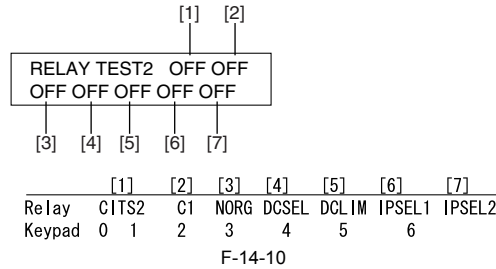 [1] [2]
RELAY TEST2 OFF OFF
OFF OFF OFF OFF OFF
[3] [4] [5] [6] [7]
[1] [2] [3] [4] [5] [6] [7]
Relay CITS2 C1 NORG DCSEL DCLIM IPSEL1 IPSEL2
Keypad 0 1 2 3 4 5 6
F-14-10